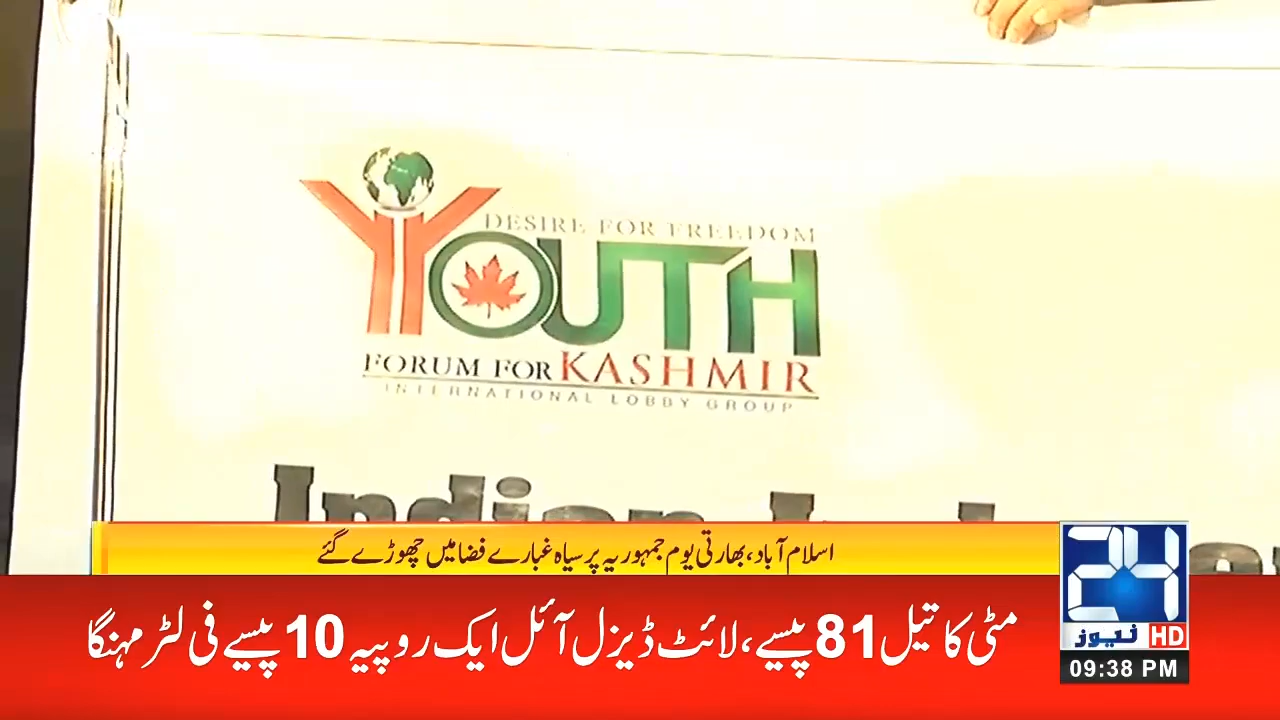 DESIRE FOR FREEDOM
YOUTH
FORUM FOR KASHMIR
INTERNATIONAL LOBBY GROUP
Indian
اسلام آباد، بھارتی یوم جمہوریہ پر سیاہ غبارے فضا میں چھوڑے گئے
مٹی کا تیل 81 پیسے، لائٹ ڈیزل آئل ایک روپیہ 10 پیسے فی لٹر مہنگا
24
نیوز HD
09:38 PM